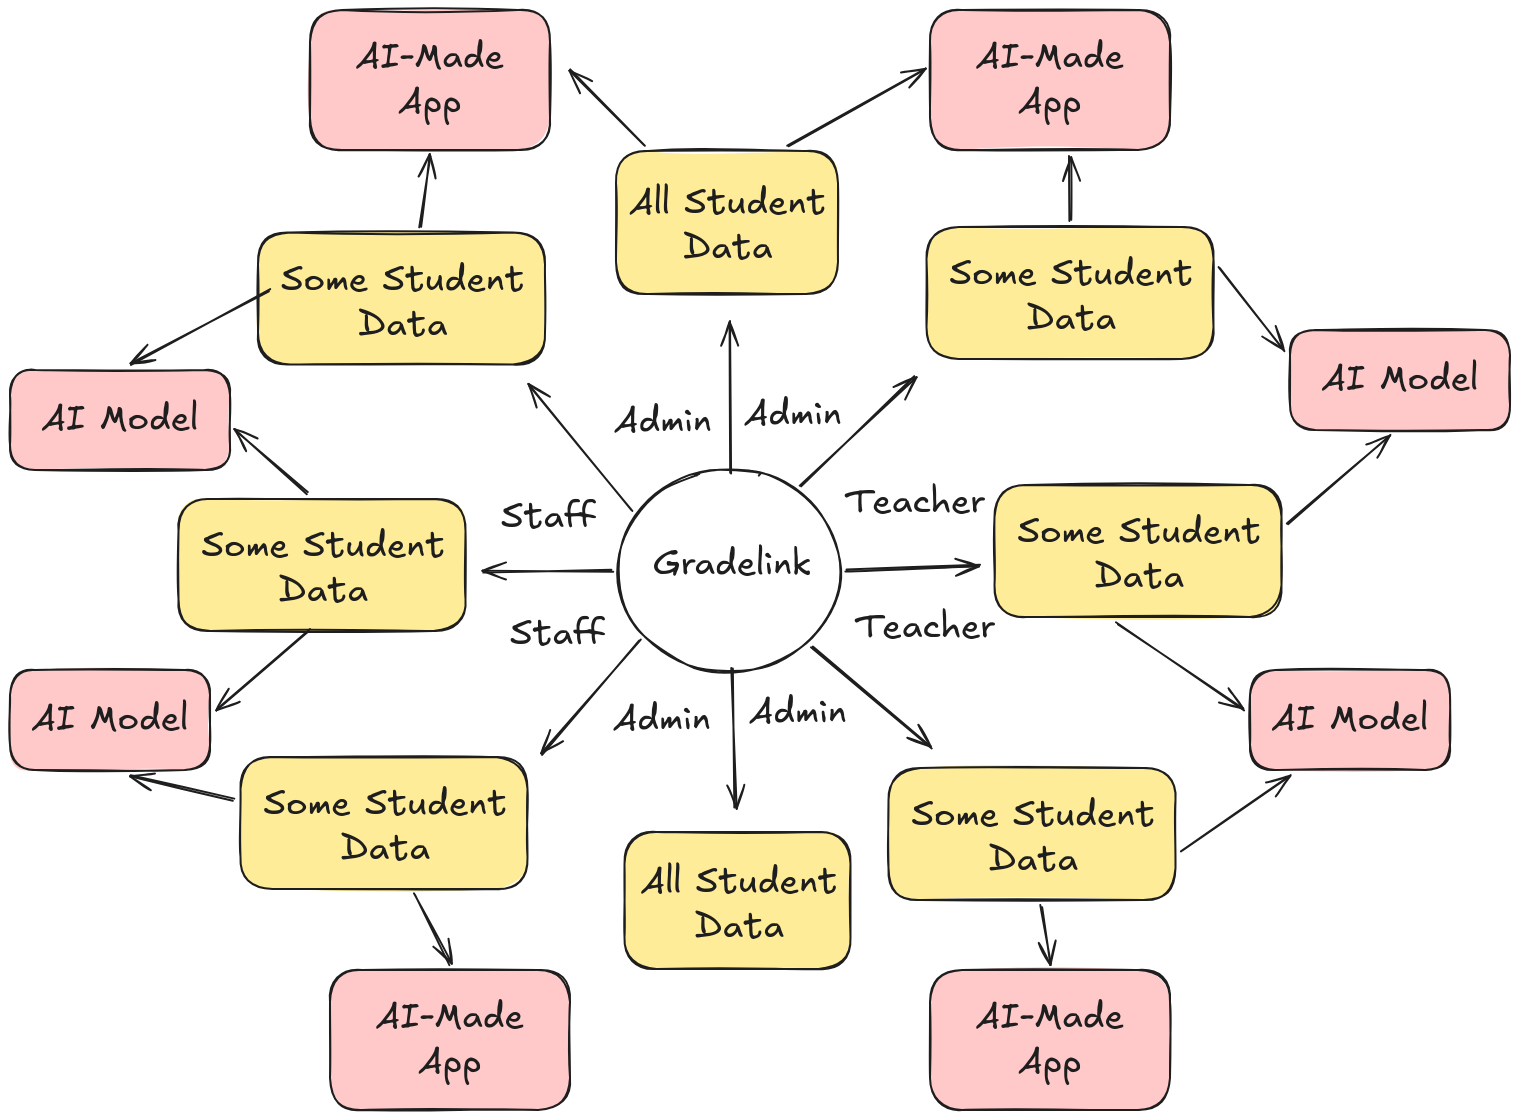 AI-Made
App
AI-Made
App
All Student
Data
Some Student
Data
Some Student
Data
AI Model
AI Model
Admin
Admin
Staff
Teacher
Some Student
Data
Gradelink
Some Student
Data
Staff
Teacher
AI Model
Admin
Admin
AI Model
Some Student
Data
All Student
Data
Some Student
Data
AI-Made
App
AI-Made
App